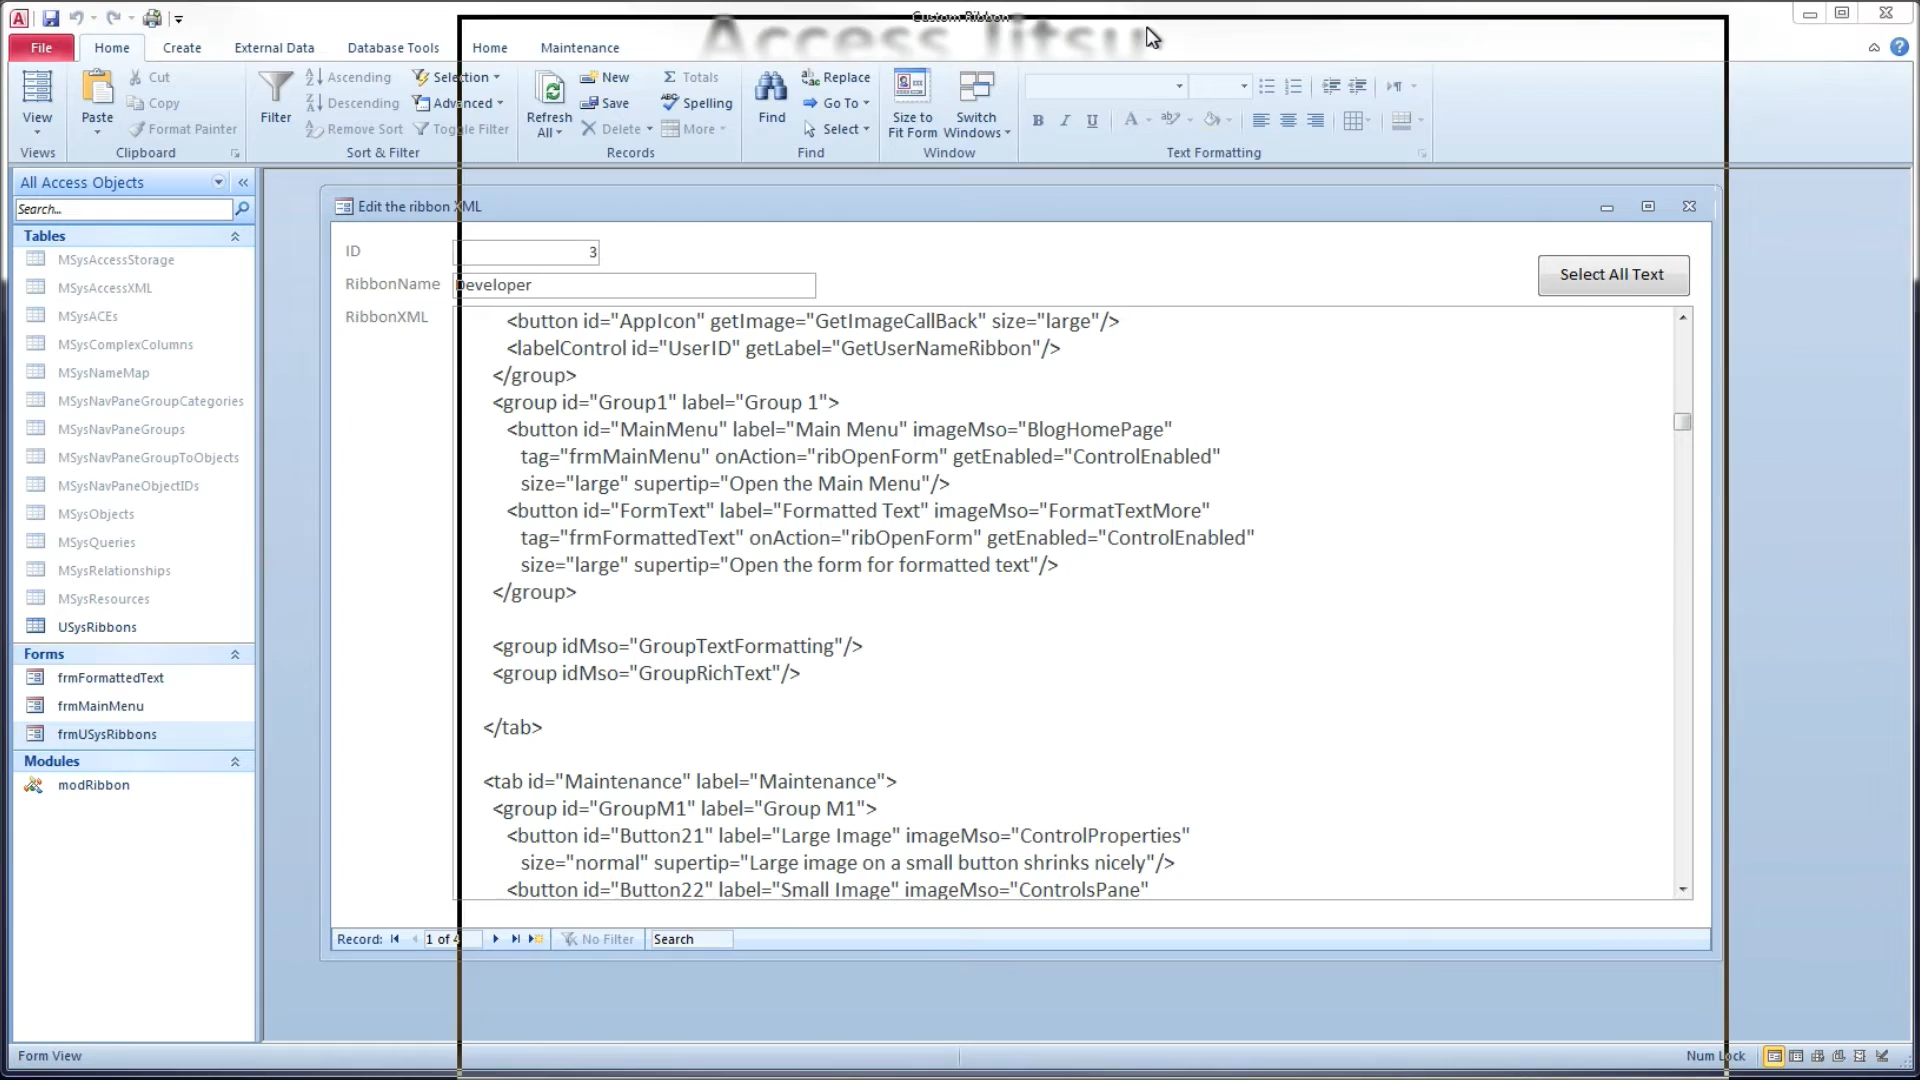 Custom Ribbon
Access Jitsu
File Home Create External Data Database Tools Home Maintenance
View
Views
Paste
Cut
Copy
Format Painter
Clipboard
Filter
Ascending
Descending
Remove Sort
Selection
Advanced
Toggle Filter
Sort & Filter
Refresh
All
New
Save
Delete
Totals
Spelling
More
Records
Find
Replace
Go To
Select
Find
Size to
Fit Form
Switch
Windows
Window
B I U A ab
Text Formatting
All Access Objects
Search...
Tables
MSysAccessStorage
MSysAccessXML
MSysACEs
MSysComplexColumns
MSysNameMap
MSysNavPaneGroupCategories
MSysNavPaneGroups
MSysNavPaneGroupToObjects
MSysNavPaneObjectIDs
MSysObjects
MSysQueries
MSysRelationships
MSysResources
USysRibbons
Forms
frmFormattedText
frmMainMenu
frmUSysRibbons
Modules
modRibbon
Edit the ribbon XML
ID 3
RibbonName Developer
RibbonXML
Select All Text
<button id="AppIcon" getImage="GetImageCallBack" size="large"/>
<labelControl id="UserID" getLabel="GetUserNameRibbon"/>
</group>
<group id="Group1" label="Group 1">
<button id="MainMenu" label="Main Menu" imageMso="BlogHomePage"
tag="frmMainMenu" onAction="ribOpenForm" getEnabled="ControlEnabled"
size="large" supertip="Open the Main Menu"/>
<button id="FormText" label="Formatted Text" imageMso="FormatTextMore"
tag="frmFormattedText" onAction="ribOpenForm" getEnabled="ControlEnabled"
size="large" supertip="Open the form for formatted text"/>
</group>
<group idMso="GroupTextFormatting"/>
<group idMso="GroupRichText"/>
</tab>
<tab id="Maintenance" label="Maintenance">
<group id="GroupM1" label="Group M1">
<button id="Button21" label="Large Image" imageMso="ControlProperties"
size="normal" supertip="Large image on a small button shrinks nicely"/>
<button id="Button22" label="Small Image" imageMso="ControlsPane"
Record: 1 of 4 No Filter Search
Form View
Num Lock